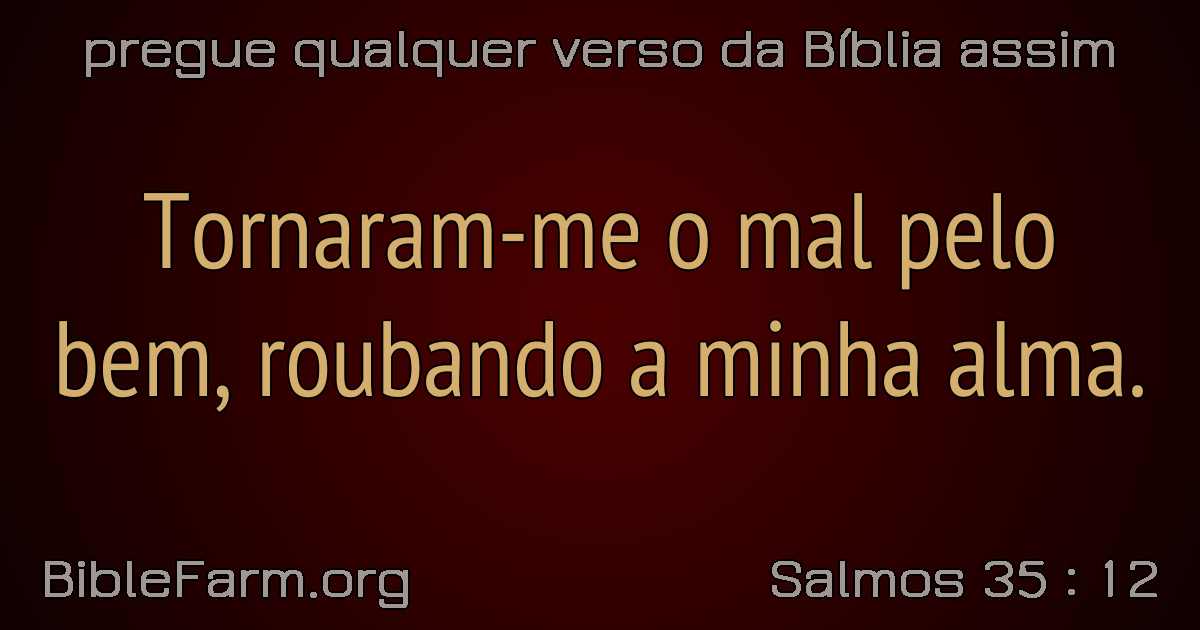 pregue qualquer verso da Bíblia assim
Tornaram-me o mal pelo
bem, roubando a minha alma.
BibleFarm.org
Salmos 35 : 12